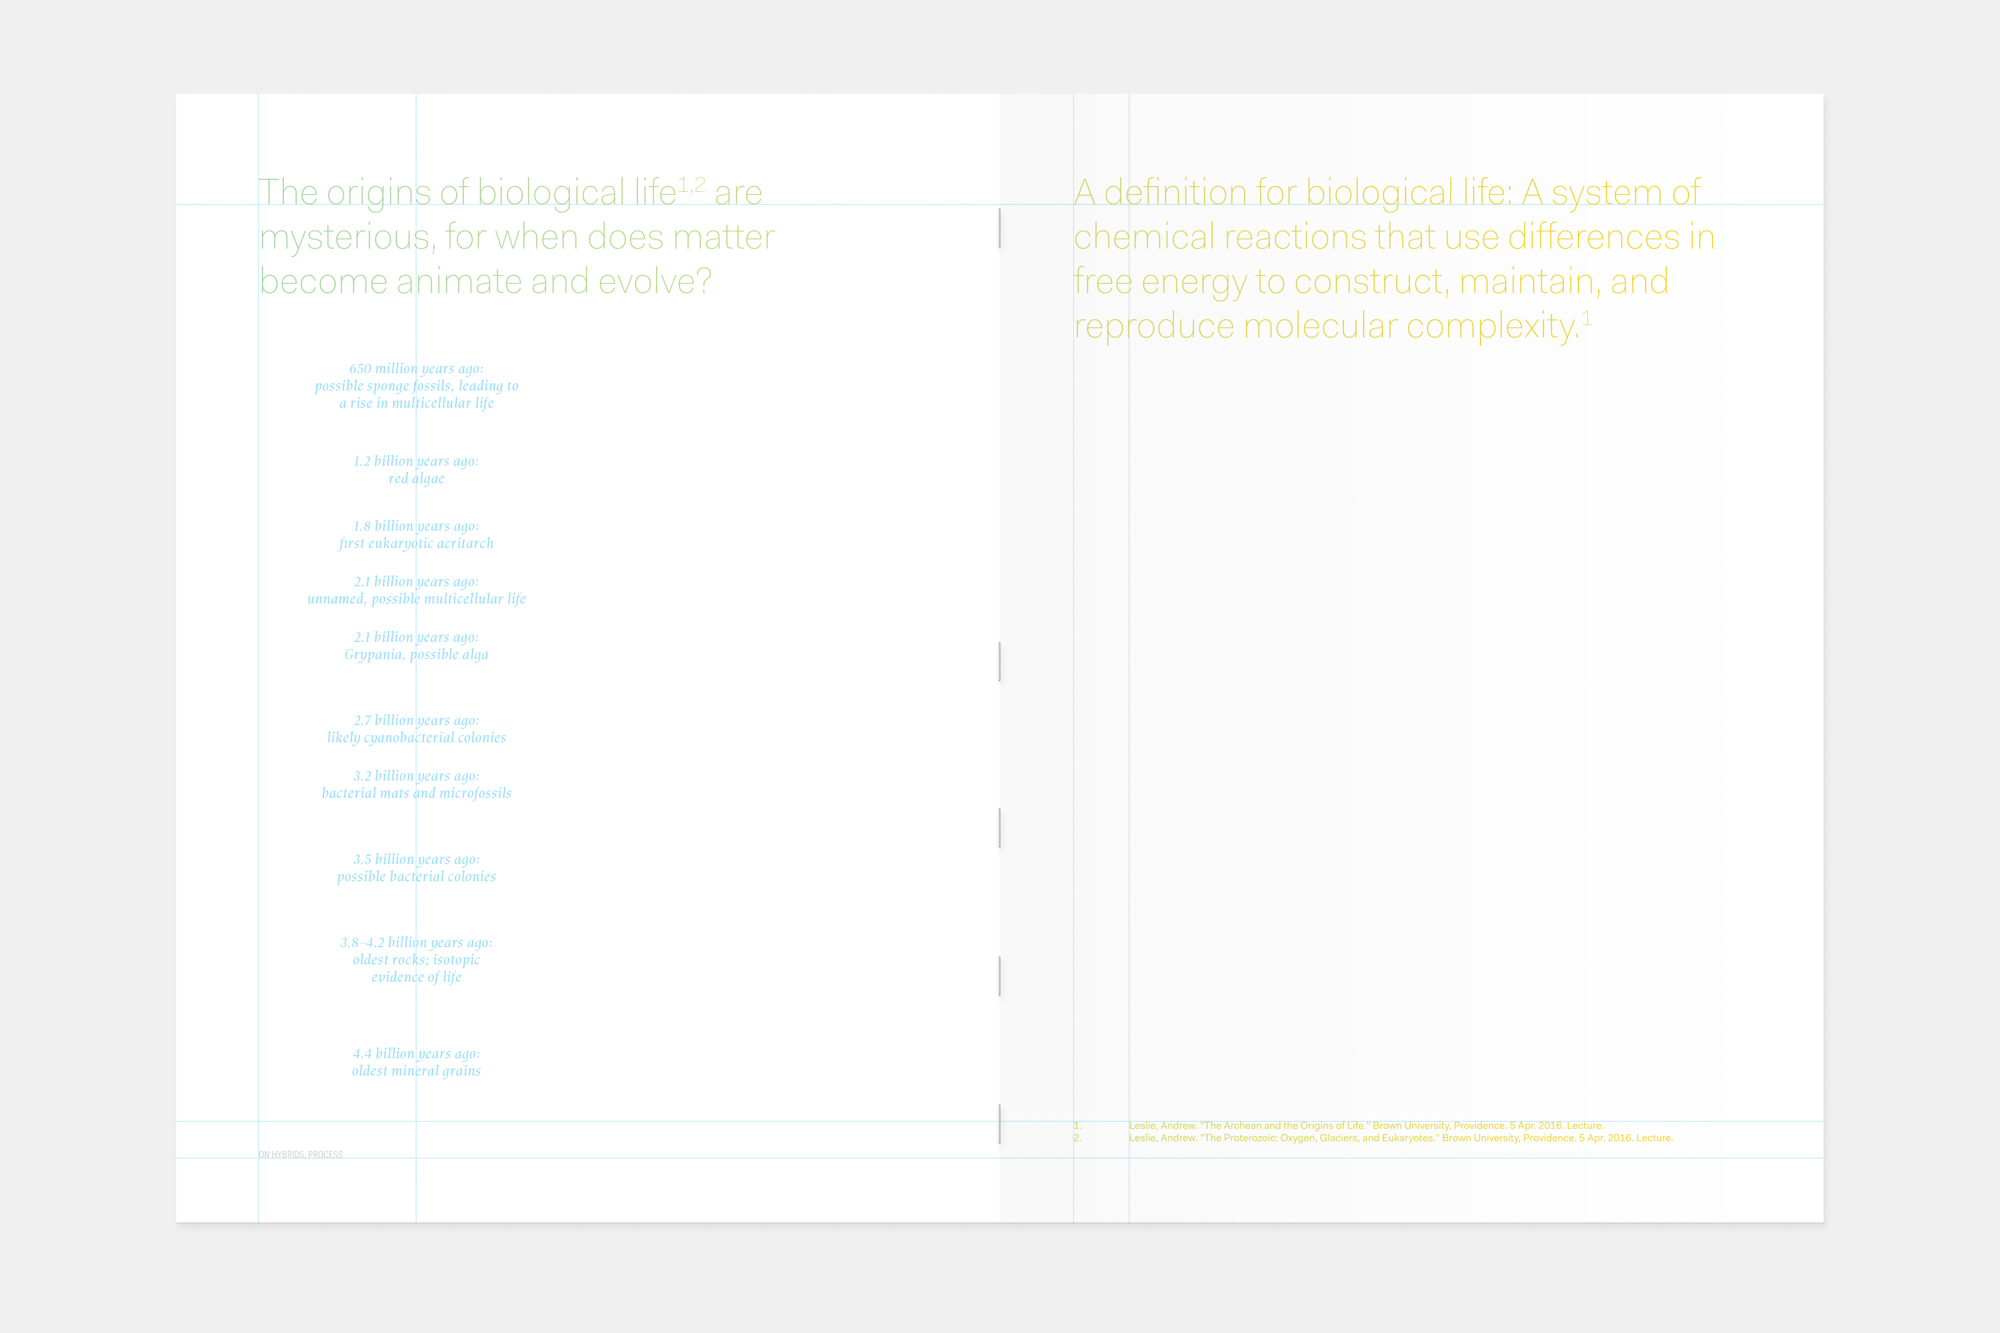 The origins of biological life1,2 are
mysterious, for when does matter
become animate and evolve?
650 million years ago:
possible sponge fossils, leading to
a rise in multicellular life
1.2 billion years ago:
red algae
1.8 billion years ago:
first eukaryotic acritarch
2.1 billion years ago:
unnamed, possible multicellular life
2.1 billion years ago:
Grypania, possible alga
2.7 billion years ago:
likely cyanobacterial colonies
3.2 billion years ago:
bacterial mats and microfossils
3.5 billion years ago:
possible bacterial colonies
3.8–4.2 billion years ago:
oldest rocks; isotopic
evidence of life
4.4 billion years ago:
oldest mineral grains
ON HYBRIDS, PROCESS
A definition for biological life: A system of
chemical reactions that use differences in
free energy to construct, maintain, and
reproduce molecular complexity.1
1. Leslie, Andrew. "The Archean and the Origins of Life." Brown University, Providence. 5 Apr. 2016. Lecture.
2. Leslie, Andrew. "The Proterozoic: Oxygen, Glaciers, and Eukaryotes." Brown University, Providence. 5 Apr. 2016. Lecture.